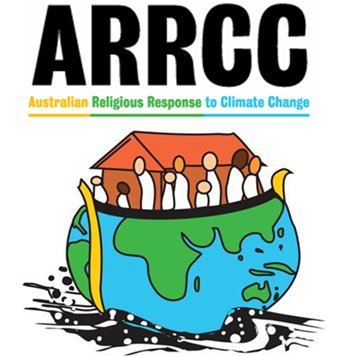 ARRCC
Australian Religious Response to Climate Change